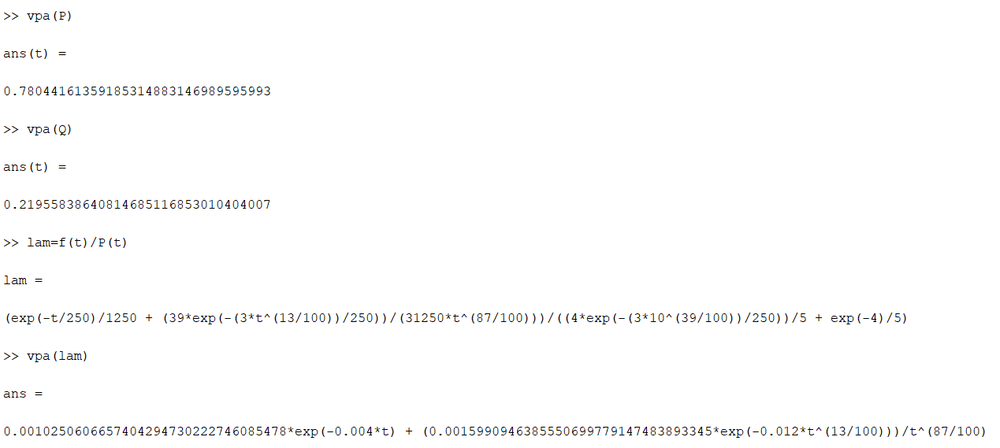 >> vpa(P)
ans(t) =
0.78044161359185314883146989595993
>> vpa(Q)
ans(t) =
0.21955838640814685116853010404007
>> lam=f(t)/P(t)
lam =
(exp(-t/250)/1250 + (39*exp(-(3*t^(13/100))/250))/(31250*t^(87/100)))/((4*exp(-(3*10^(39/100))/250))/5 + exp(-4)/5)
>> vpa(lam)
ans =
0.0010250606657404294730222746085478*exp(-0.004*t) + (0.0015990946385550699779147483893345*exp(-0.012*t^(13/100)))/t^(87/100)